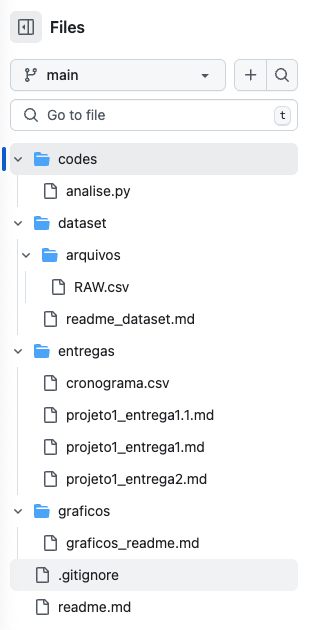 Files
main
Go to file
t
codes
analise.py
dataset
arquivos
RAW.csv
readme_dataset.md
entregas
cronograma.csv
projeto1_entrega1.1.md
projeto1_entrega1.md
projeto1_entrega2.md
graficos
graficos_readme.md
.gitignore
readme.md